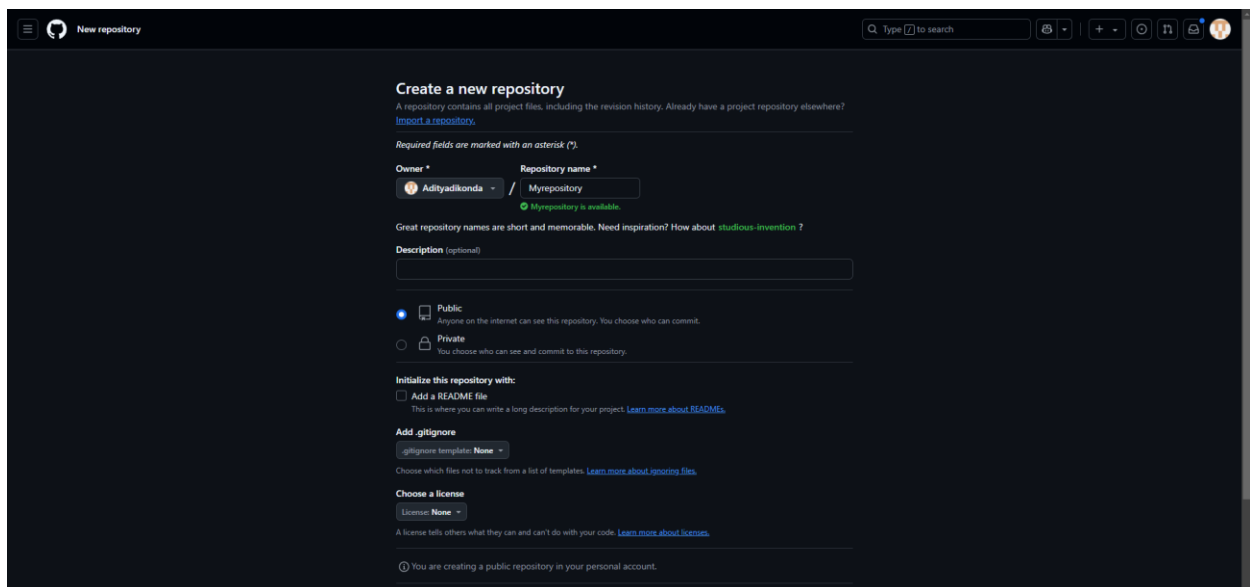 New repository
Type / to search
Create a new repository
A repository contains all project files, including the revision history. Already have a project repository elsewhere?
Import a repository.
Required fields are marked with an asterisk (*).
Owner * Repository name *
Adityadikonda / Myrepository
Myrepository is available.
Great repository names are short and memorable. Need inspiration? How about studious-invention ?
Description (optional)
Public
Anyone on the internet can see this repository. You choose who can commit.
Private
You choose who can see and commit to this repository.
Initialize this repository with:
Add a README file
This is where you can write a long description for your project. Learn more about READMEs.
Add .gitignore
.gitignore template: None
Choose which files not to track from a list of templates. Learn more about ignoring files.
Choose a license
License: None
A license tells others what they can and can't do with your code. Learn more about licenses.
You are creating a public repository in your personal account.